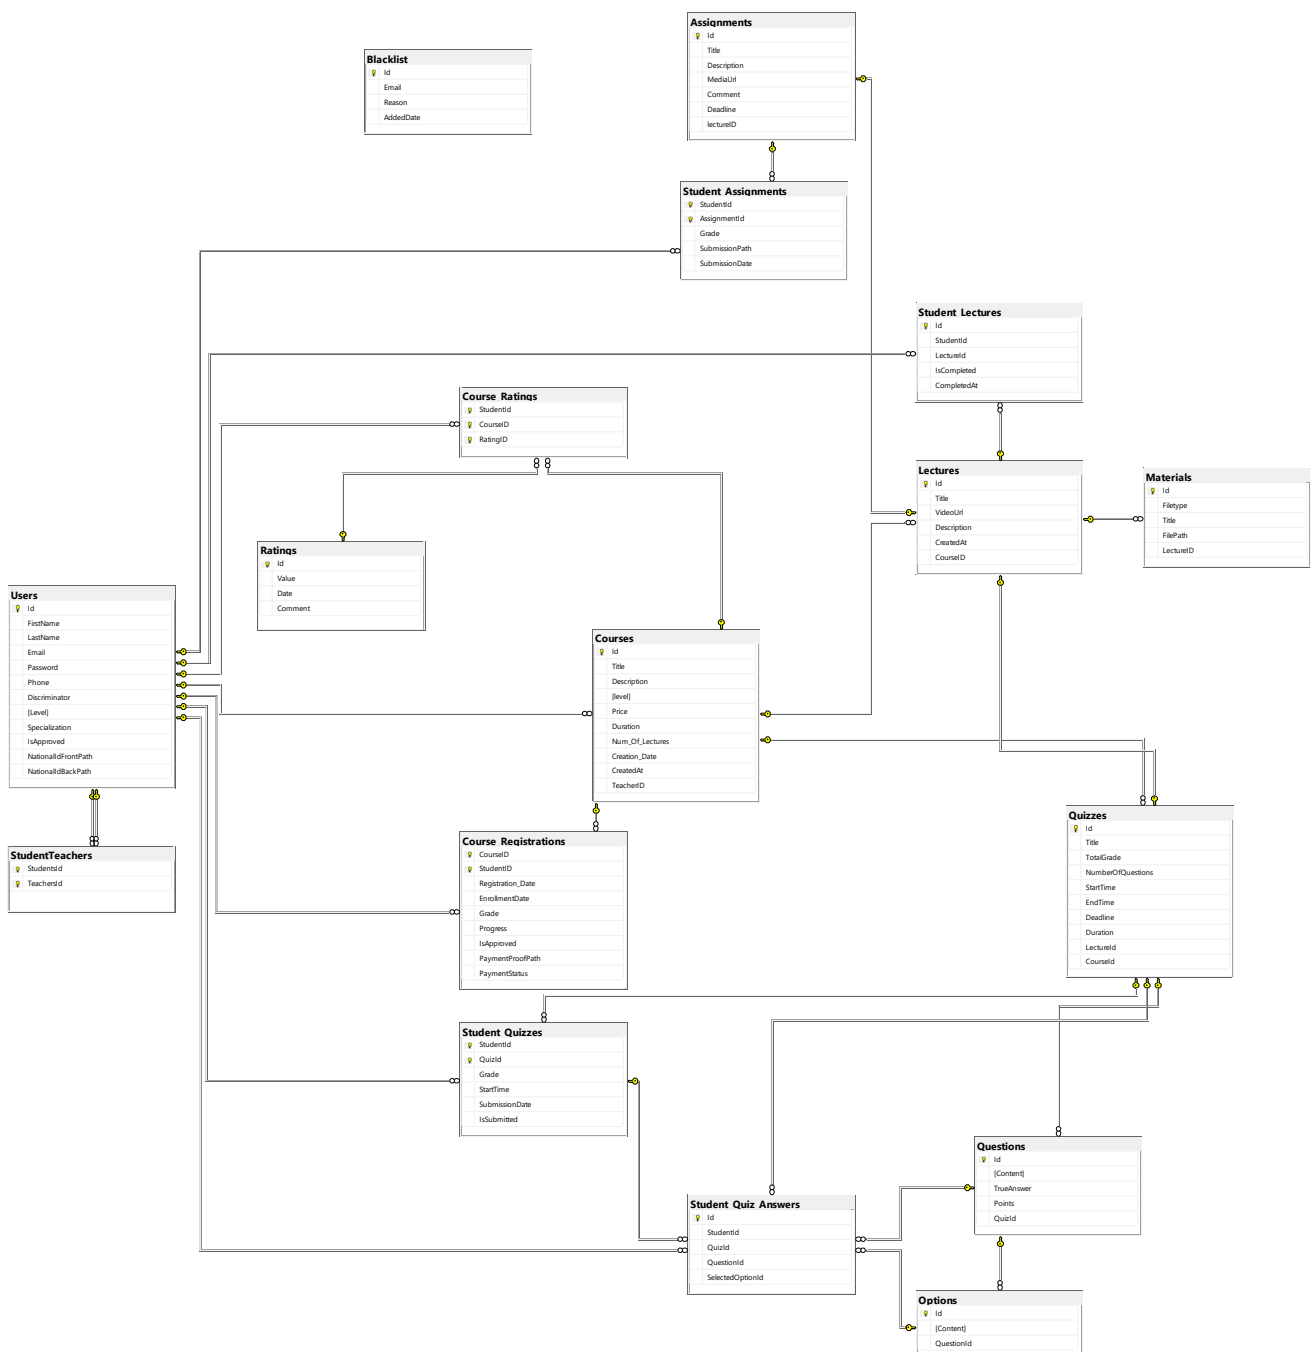 Assignments
Id
Title
Description
MediaUrl
Comment
Deadline
lectureID
Blacklist
Id
Email
Reason
AddedDate
Student_Assignments
StudentId
AssignmentId
Grade
SubmissionPath
SubmissionDate
Student_Lectures
Id
StudentId
LectureId
IsCompleted
CompletedAt
Course_Ratings
StudentId
CourseID
RatingID
Lectures
Id
Title
VideoUrl
Description
CreatedAt
CourseID
Materials
Id
Filetype
Title
FilePath
LectureID
Ratings
Id
Value
Date
Comment
Users
Id
FirstName
LastName
Email
Password
Phone
Discriminator
[Level]
Specialization
IsApproved
NationalIdFrontPath
NationalIdBackPath
Courses
Id
Title
Description
[level]
Price
Duration
Num_Of_Lectures
Creation_Date
CreatedAt
TeacherID
StudentTeachers
StudentsId
TeachersId
Course_Registrations
CourseID
StudentID
Registration_Date
EnrollmentDate
Grade
Progress
IsApproved
PaymentProofPath
PaymentStatus
Quizzes
Id
Title
TotalGrade
NumberOfQuestions
StartTime
EndTime
Deadline
Duration
LectureId
CourseId
Student_Quizzes
StudentId
QuizId
Grade
StartTime
SubmissionDate
IsSubmitted
Questions
Id
[Content]
TrueAnswer
Points
QuizId
Student_Quiz_Answers
Id
StudentId
QuizId
QuestionId
SelectedOptionId
Options
Id
[Content]
QuestionId